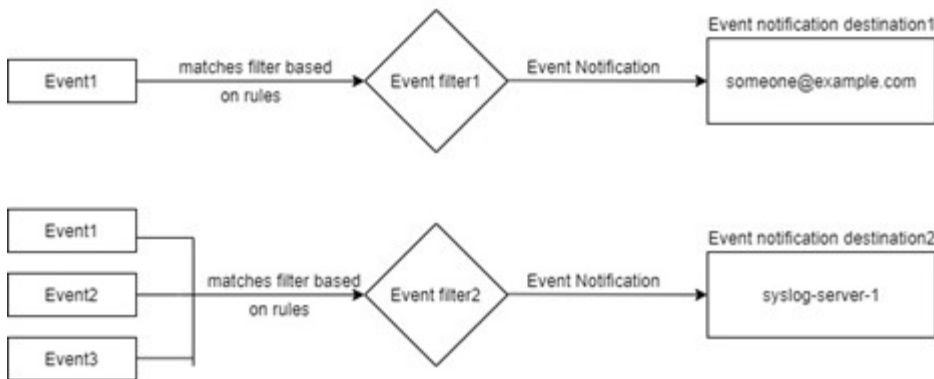 Event notification destination1
Event1
matches filter based
on rules
Event filter1
Event Notification
someone@example.com
Event1
Event2
Event3
matches filter based
on rules
Event filter2
Event Notification
Event notification destination2
syslog-server-1